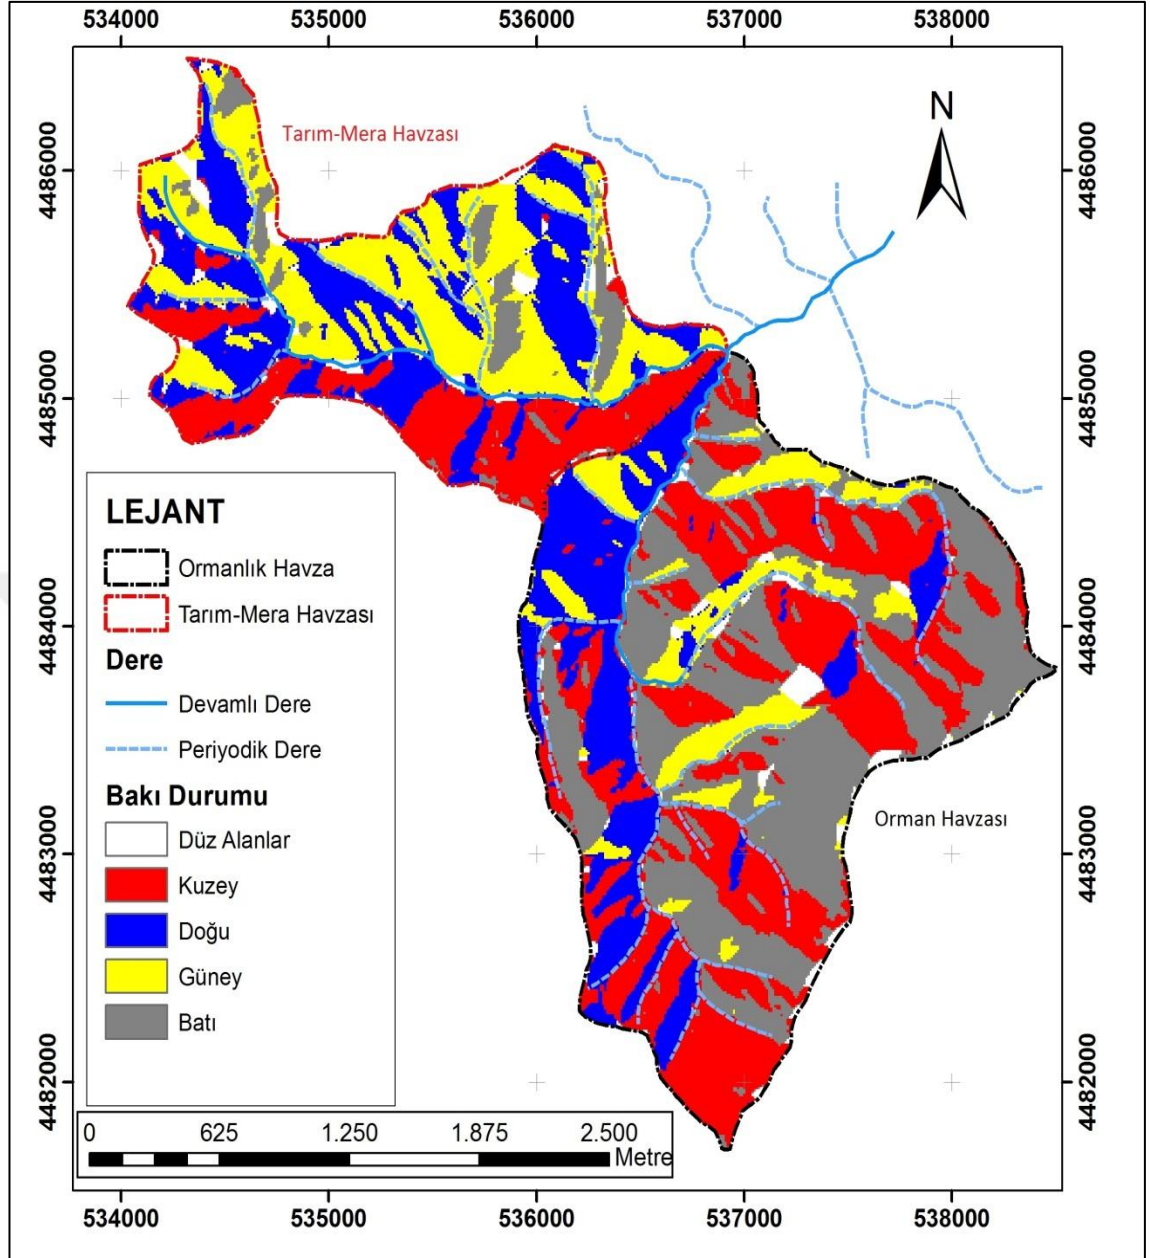 534000 535000 536000 537000 538000
N
Tarım-Mera Havzası
4486000 4486000
4485000 4485000
4484000 4484000
4483000 4483000
4482000 4482000
LEJANT
Ormanlık Havza
Tarım-Mera Havzası
Dere
Devamlı Dere
Periyodik Dere
Bakı Durumu
Düz Alanlar
Kuzey
Doğu
Güney
Batı
Orman Havzası
0 625 1.250 1.875 2.500
Metre
534000 535000 536000 537000 538000